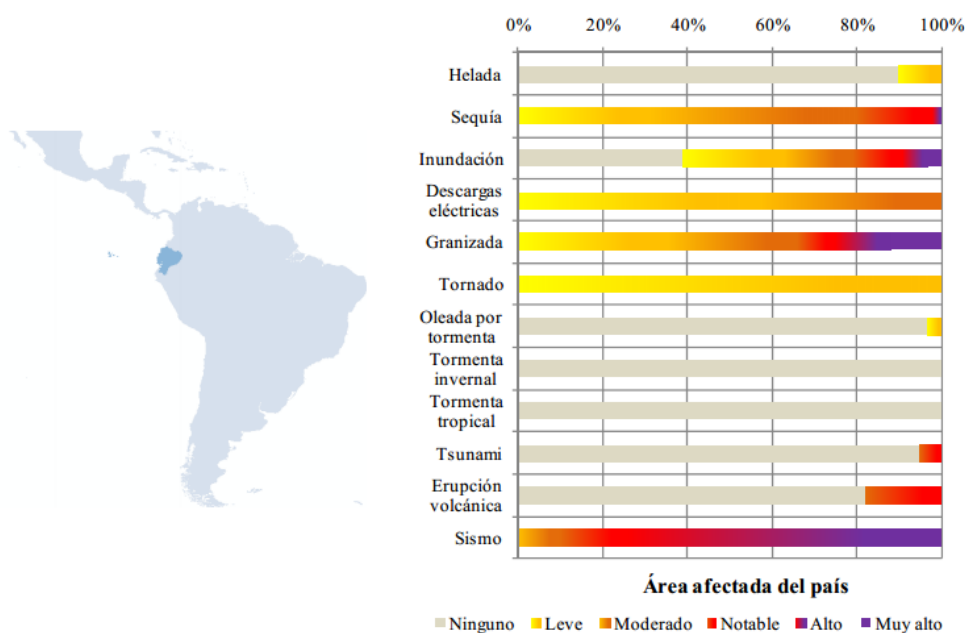 0% 20% 40% 60% 80% 100%
Helada
Sequía
Inundación
Descargas
eléctricas
Granizada
Tornado
Oleada por
tormenta
Tormenta
invernal
Tormenta
tropical
Tsunami
Erupción
volcánica
Sismo
Área afectada del país
Ninguno Leve Moderado Notable Alto Muy alto